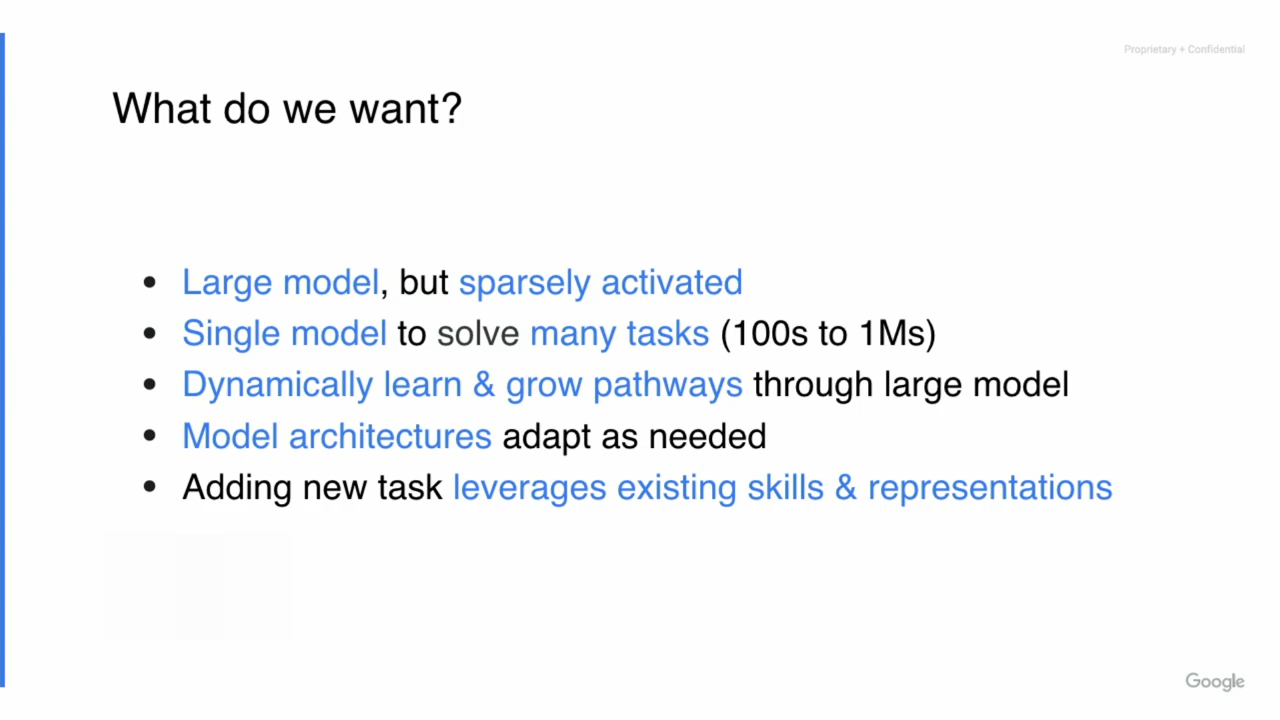 Proprietary + Confidential
What do we want?
• Large model, but sparsely activated
• Single model to solve many tasks (100s to 1Ms)
• Dynamically learn & grow pathways through large model
• Model architectures adapt as needed
• Adding new task leverages existing skills & representations
Google